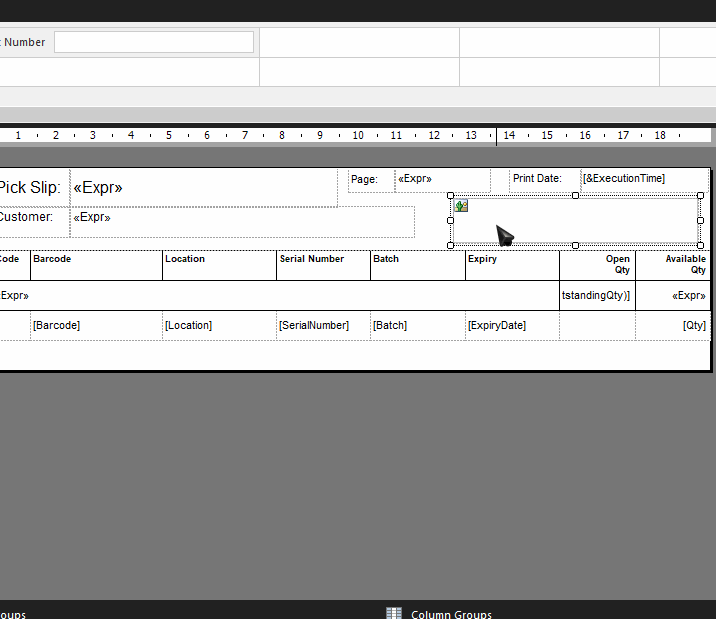 Number
1 2 3 4 5 6 7 8 9 10 11 12 13 14 15 16 17 18
Pick Slip: «Expr» Page: «Expr» Print Date: [&ExecutionTime]
Customer: «Expr»
Code Barcode Location Serial Number Batch Expiry Open Qty Available Qty
Expr» tstandingQty)] «Expr»
[Barcode] [Location] [SerialNumber] [Batch] [ExpiryDate] [Qty]
oups Column Groups